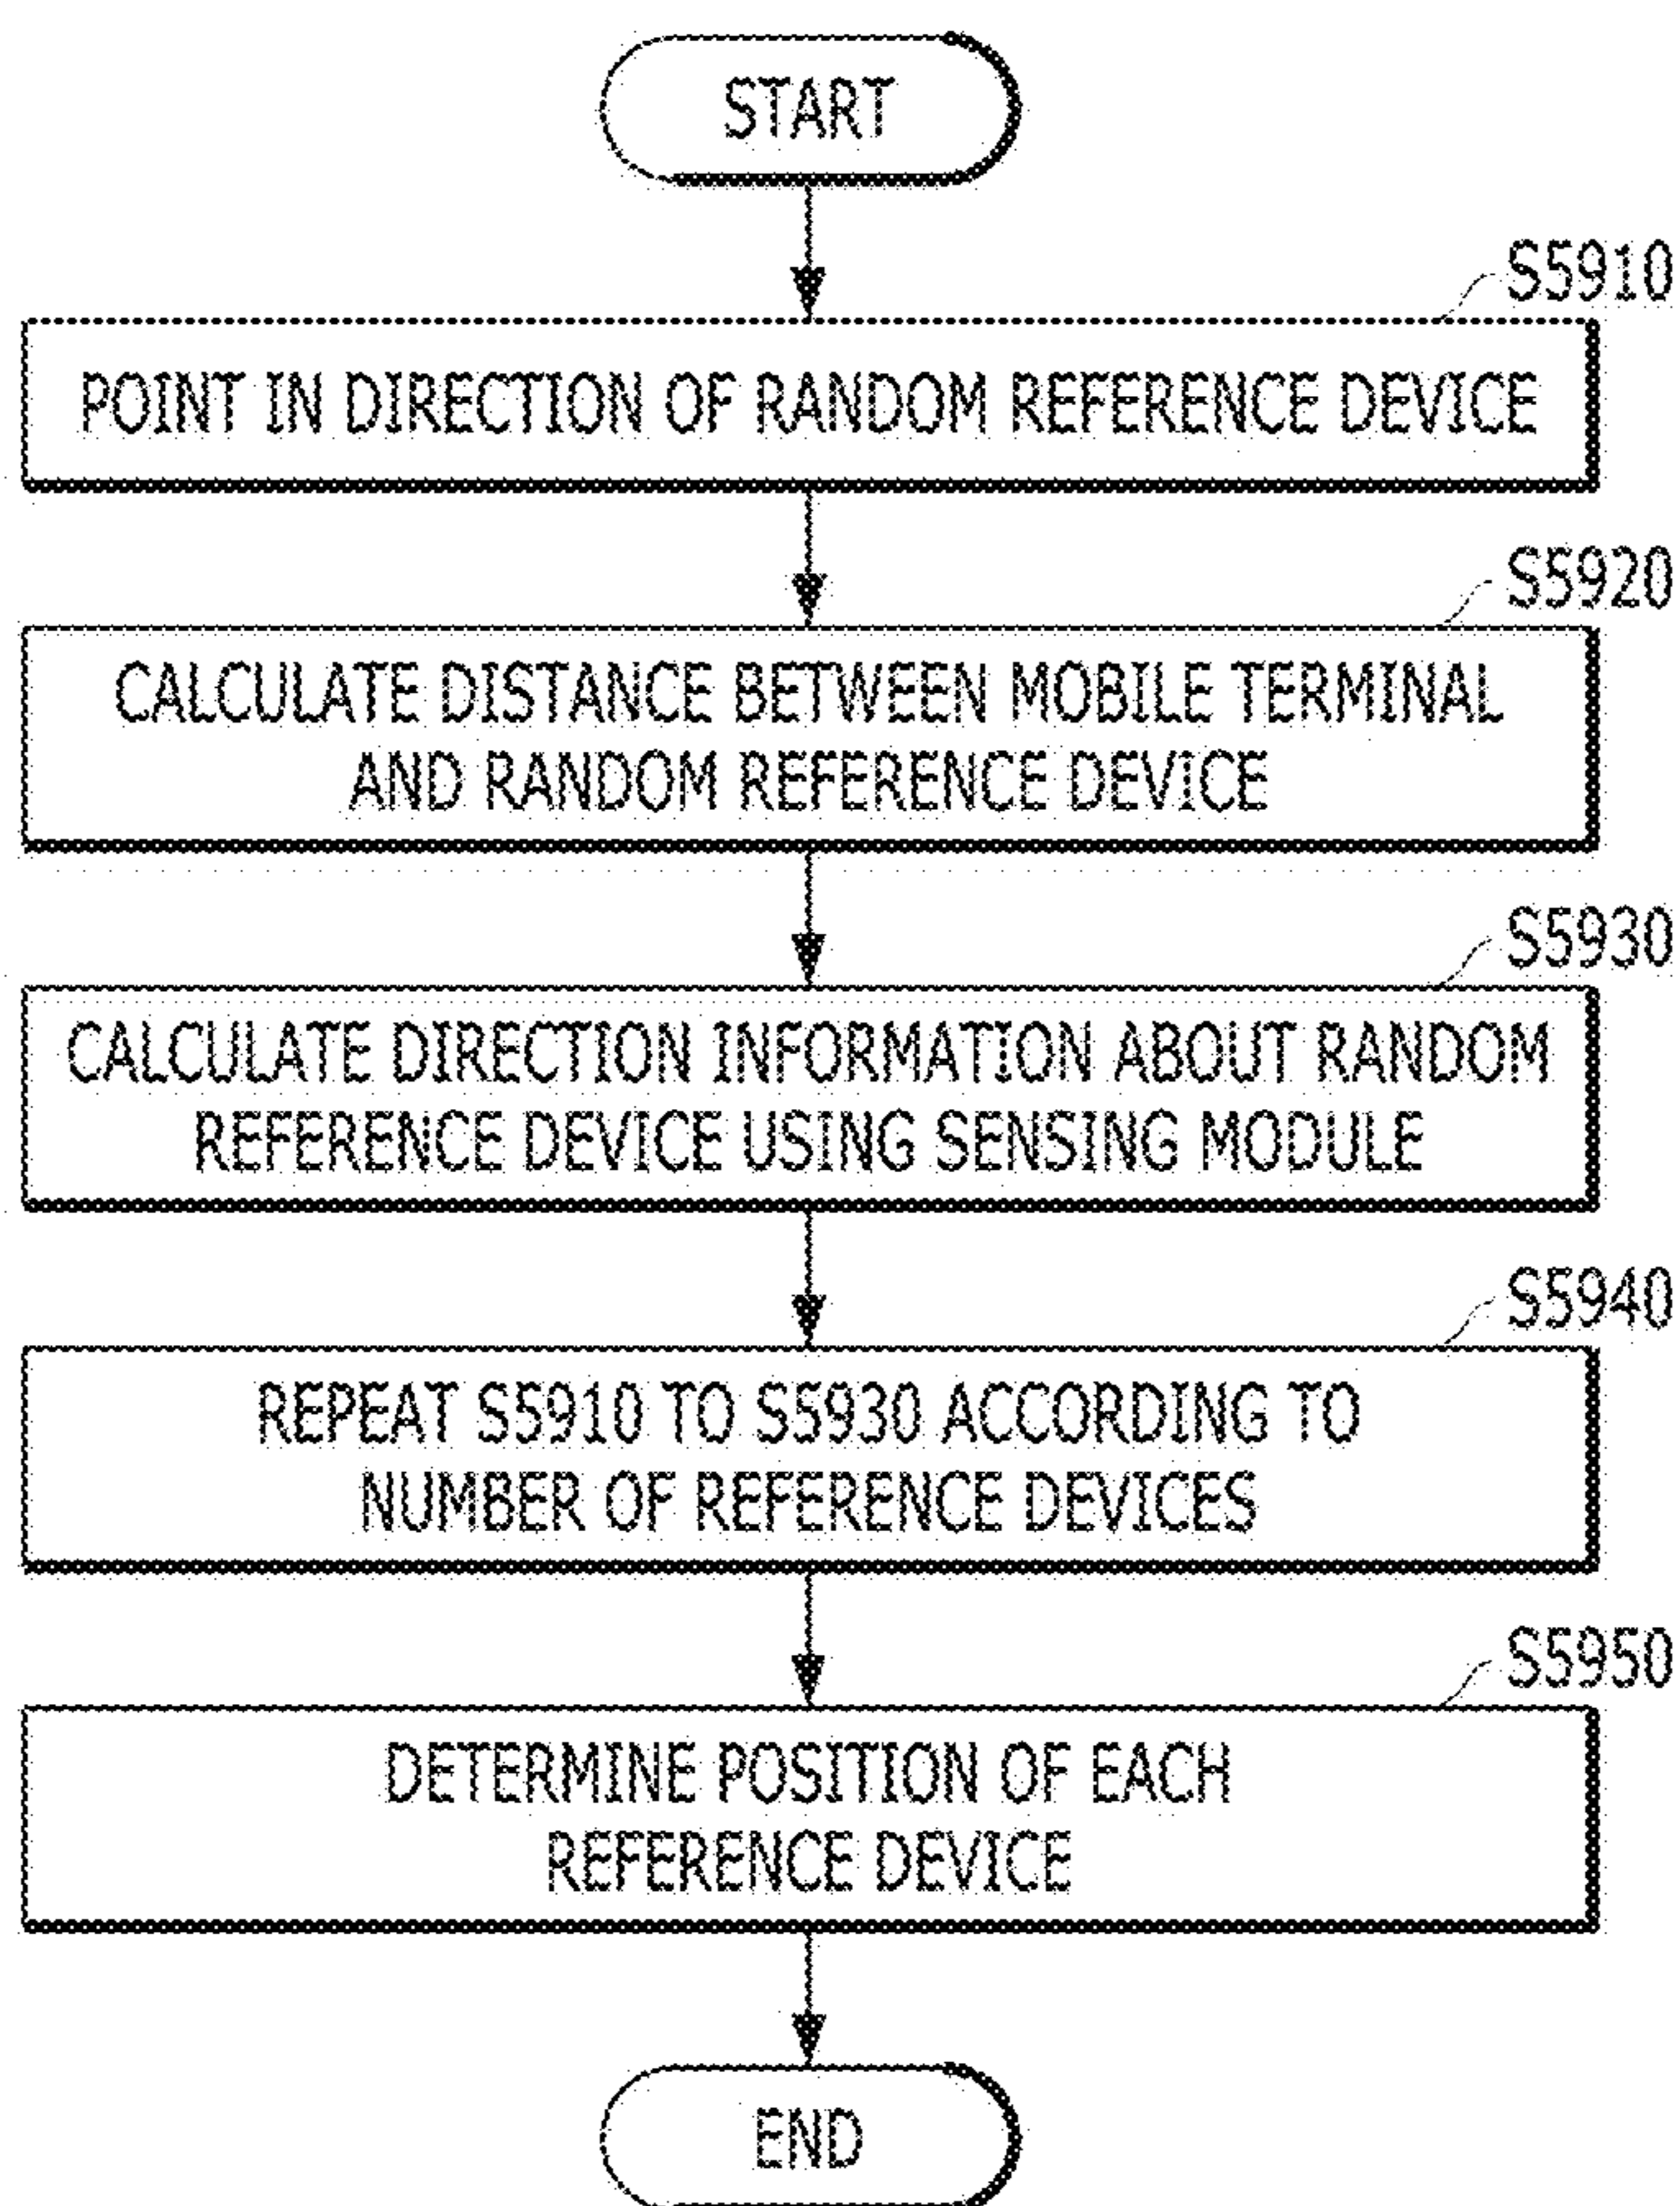 START
S5910
POINT IN DIRECTION OF RANDOM REFERENCE DEVICE
S5920
CALCULATE DISTANCE BETWEEN MOBILE TERMINAL
AND RANDOM REFERENCE DEVICE
S5930
CALCULATE DIRECTION INFORMATION ABOUT RANDOM
REFERENCE DEVICE USING SENSING MODULE
S5940
REPEAT S5910 TO S5930 ACCORDING TO
NUMBER OF REFERENCE DEVICES
S5950
DETERMINE POSITION OF EACH
REFERENCE DEVICE
END